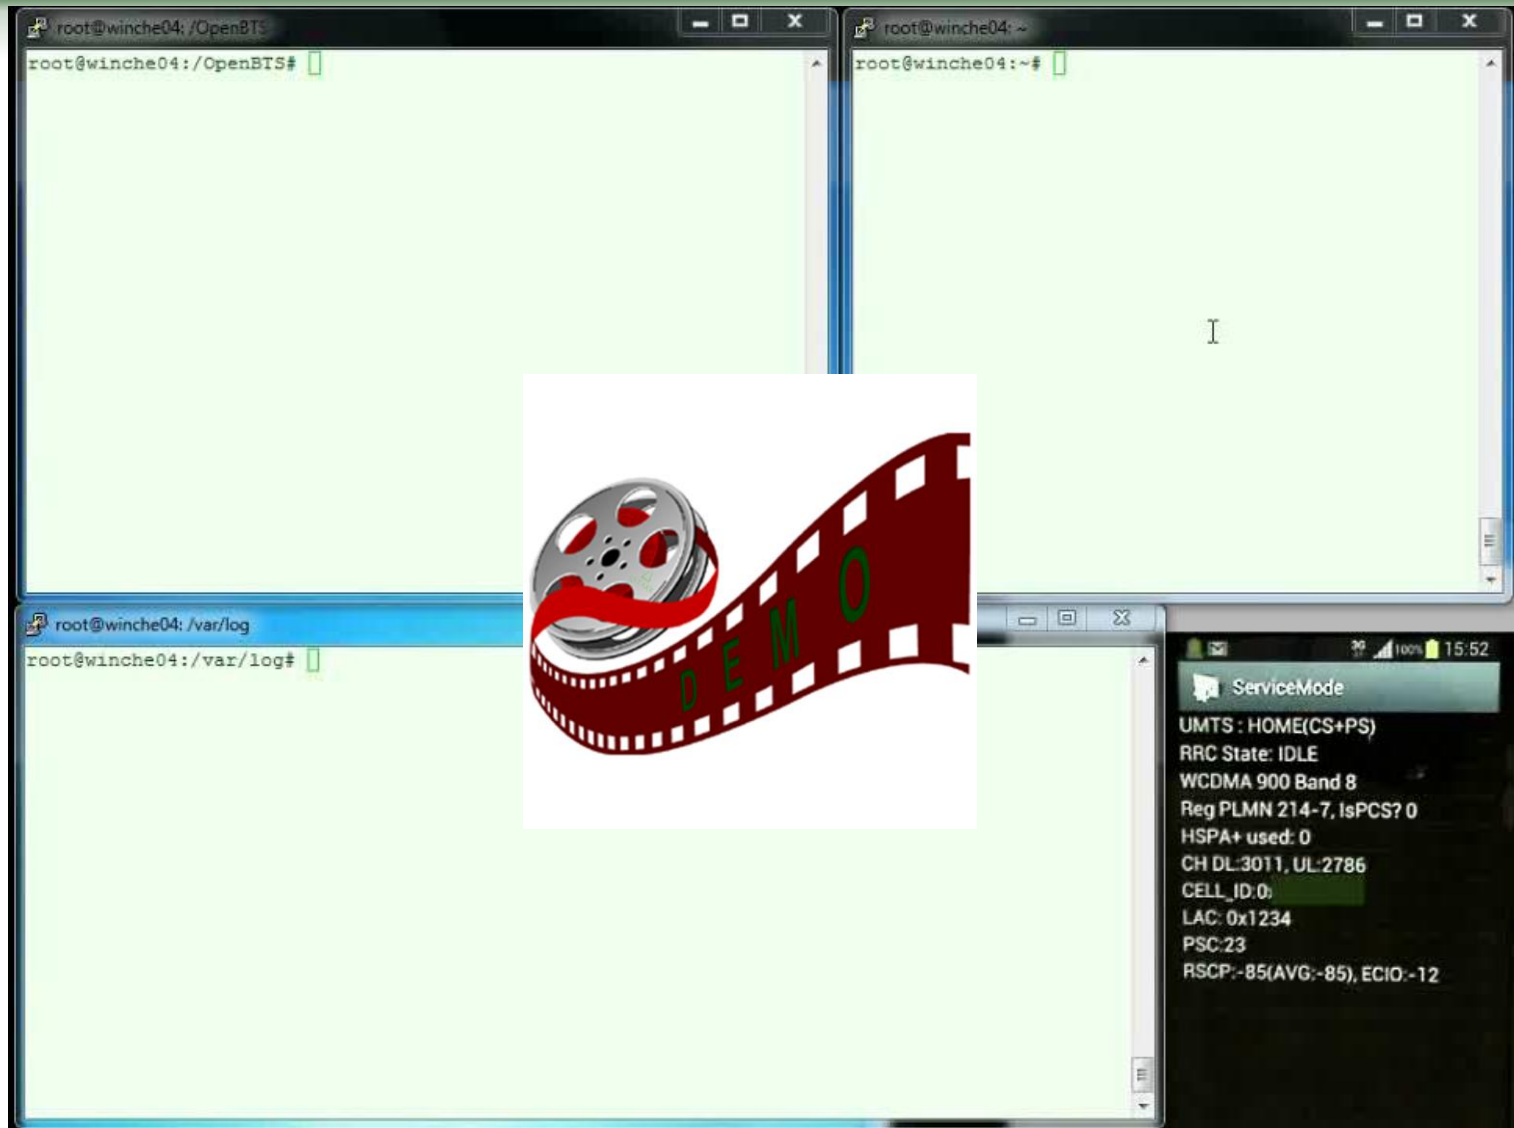 root@winche04: /OpenBTS
root@winche04:/OpenBTS#
root@winche04: ~
root@winche04:~#
DEMO
root@winche04: /var/log
root@winche04:/var/log#
3G 100% 15:52
ServiceMode
UMTS : HOME(CS+PS)
RRC State: IDLE
WCDMA 900 Band 8
Reg PLMN 214-7, IsPCS? 0
HSPA+ used: 0
CH DL:3011, UL:2786
CELL_ID:0
LAC: 0x1234
PSC:23
RSCP:-85(AVG:-85), ECIO:-12